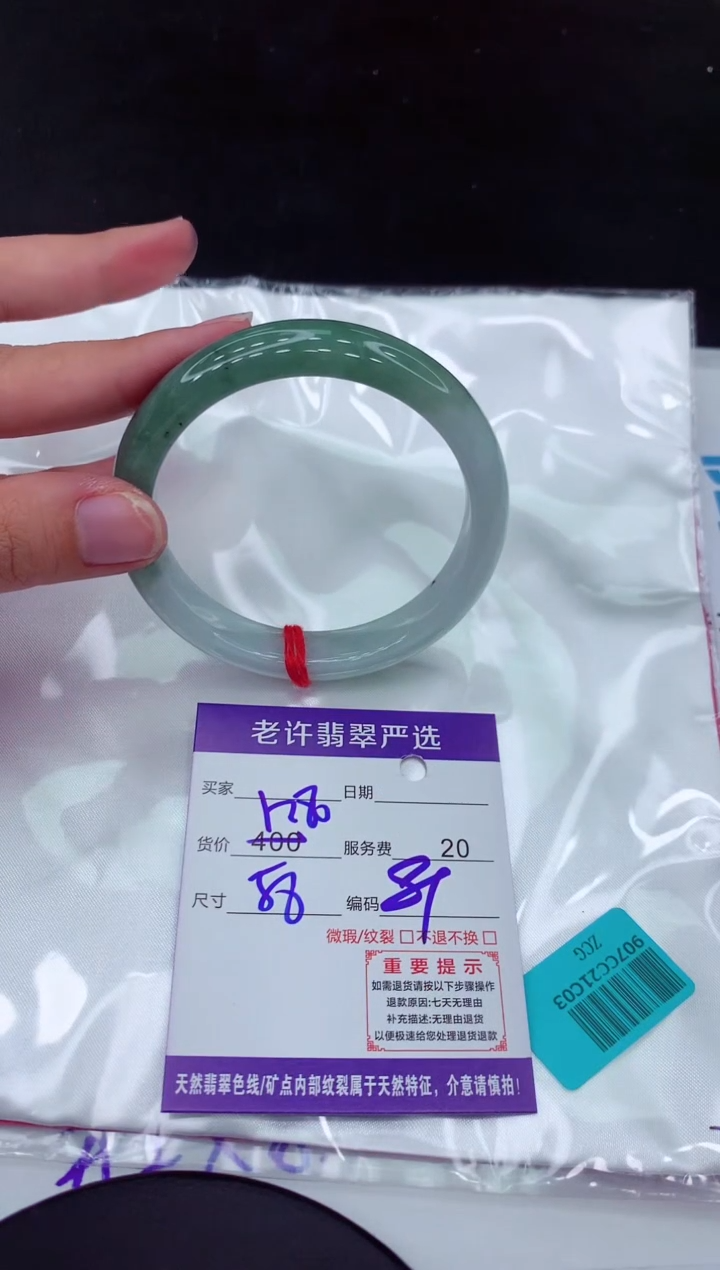 老许翡翠严选
买家 日期
货价 400 服务费 20
尺寸 58 编码
微瑕/纹裂 □不退不换 □
重要提示
如需退货请按以下步骤操作
退款原因:七天无理由
补充描述:无理由退货
以便极速给您处理退货退款
天然翡翠色线/矿点内部纹裂属于天然特征，介意请慎拍!
907CC21C03
ZCG